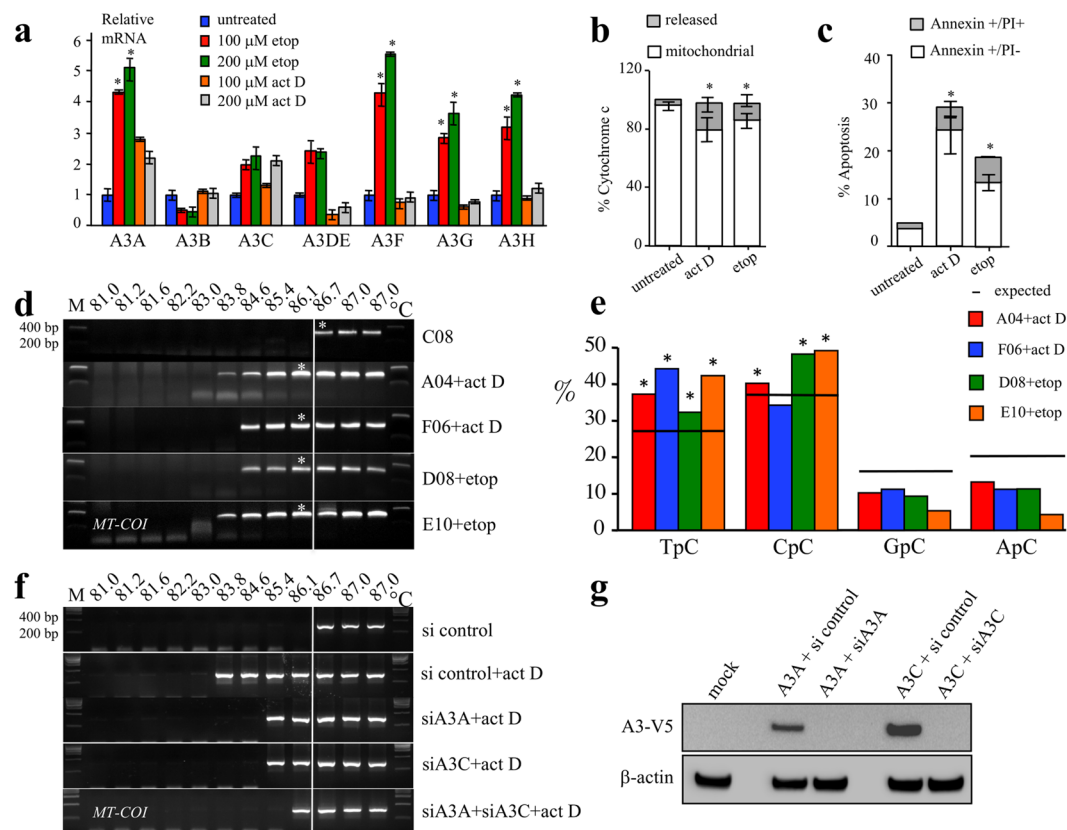 a
Relative
mRNA
untreated
100 μM etop
200 μM etop
100 μM act D
200 μM act D
6
5
4
3
2
1
0
A3A A3B A3C A3DE A3F A3G A3H
* * * * * * * *
b
released
mitochondrial
% Cytochrome c
120
100
60
20
0
untreated act D etop
* *
c
Annexin +/PI+
Annexin +/PI-
% Apoptosis
40
30
20
10
0
untreated act D etop
* *
d
M 81.0 81.2 81.6 82.2 83.0 83.8 84.6 85.4 86.1 86.7 87.0 87.0 °C
400 bp
200 bp
* C08
* A04+act D
* F06+act D
* D08+etop
MT-COI * E10+etop
e
expected
A04+act D
F06+act D
D08+etop
E10+etop
%
50
40
30
20
10
0
* * * * * * *
TpC CpC GpC ApC
f
M 81.0 81.2 81.6 82.2 83.0 83.8 84.6 85.4 86.1 86.7 87.0 87.0 °C
400 bp
200 bp
si control
si control+act D
siA3A+act D
siA3C+act D
MT-COI siA3A+siA3C+act D
g
mock A3A + si control A3A + siA3A A3C + si control A3C + siA3C
A3-V5
β-actin